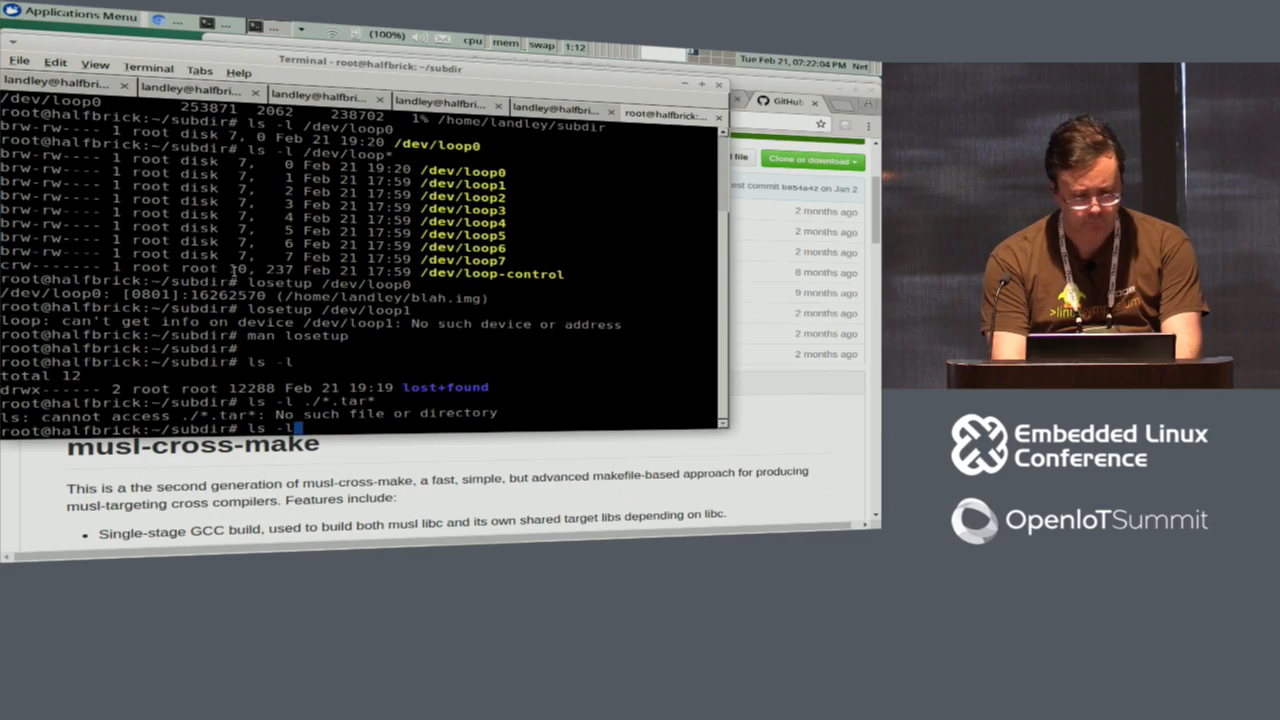 Applications Menu
... ... ...
(100%)
cpu mem swap 1:12
Tue Feb 21, 07:22:04 PM Net
Terminal - root@halfbrick: ~/subdir
File Edit View Terminal Tabs Help
landley@halfbri... landley@halfbri... landley@halfbri... landley@halfbri... landley@halfbri... root@halfbrick:...
/dev/loop0 253871 2062 238702 1% /home/landley/subdir
root@halfbrick:~/subdir# ls -l /dev/loop0
brw-rw---- 1 root disk 7, 0 Feb 21 19:20 /dev/loop0
root@halfbrick:~/subdir# ls -l /dev/loop*
brw-rw---- 1 root disk 7, 0 Feb 21 19:20 /dev/loop0
brw-rw---- 1 root disk 7, 1 Feb 21 17:59 /dev/loop1
brw-rw---- 1 root disk 7, 2 Feb 21 17:59 /dev/loop2
brw-rw---- 1 root disk 7, 3 Feb 21 17:59 /dev/loop3
brw-rw---- 1 root disk 7, 4 Feb 21 17:59 /dev/loop4
brw-rw---- 1 root disk 7, 5 Feb 21 17:59 /dev/loop5
brw-rw---- 1 root disk 7, 6 Feb 21 17:59 /dev/loop6
brw-rw---- 1 root disk 7, 7 Feb 21 17:59 /dev/loop7
crw------- 1 root root 10, 237 Feb 21 17:59 /dev/loop-control
root@halfbrick:~/subdir# losetup /dev/loop0
/dev/loop0: [0801]:16262570 (/home/landley/blah.img)
root@halfbrick:~/subdir# losetup /dev/loop1
loop: can't get info on device /dev/loop1: No such device or address
root@halfbrick:~/subdir# man losetup
root@halfbrick:~/subdir#
root@halfbrick:~/subdir# ls -l
total 12
drwx------ 2 root root 12288 Feb 21 19:19 lost+found
root@halfbrick:~/subdir# ls -l ./*.tar*
ls: cannot access ./*.tar*: No such file or directory
root@halfbrick:~/subdir# ls -l
GitHub
file Clone or download
est commit b854a42 on Jan 2
2 months ago
2 months ago
2 months ago
8 months ago
9 months ago
2 months ago
2 months ago
2 months ago
musl-cross-make
This is a the second generation of musl-cross-make, a fast, simple, but advanced makefile-based approach for producing
musl-targeting cross compilers. Features include:
• Single-stage GCC build, used to build both musl libc and its own shared target libs depending on libc.
Embedded Linux
Conference
OpenIoTSummit